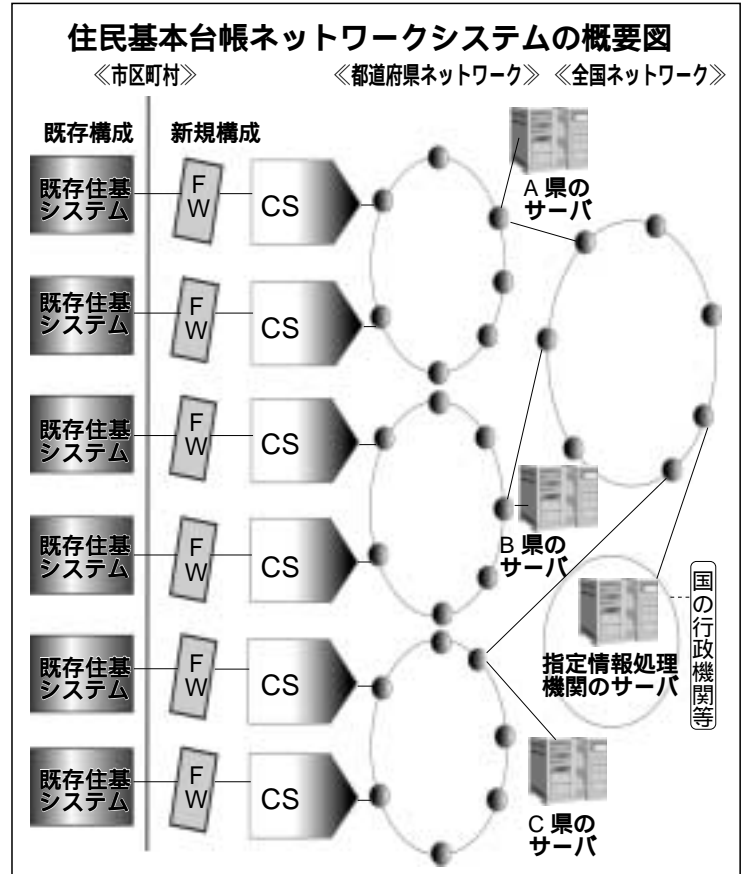 住民基本台帳ネットワークシステムの概要図
≪市区町村≫ ≪都道府県ネットワーク≫ ≪全国ネットワーク≫
既存構成 新規構成
既存住基
システム
F
W
CS
A 県の
サーバ
既存住基
システム
F
W
CS
既存住基
システム
F
W
CS
B 県の
サーバ
既存住基
システム
F
W
CS
指定情報処理
機関のサーバ
国の行政機関等
既存住基
システム
F
W
CS
C 県の
サーバ
既存住基
システム
F
W
CS